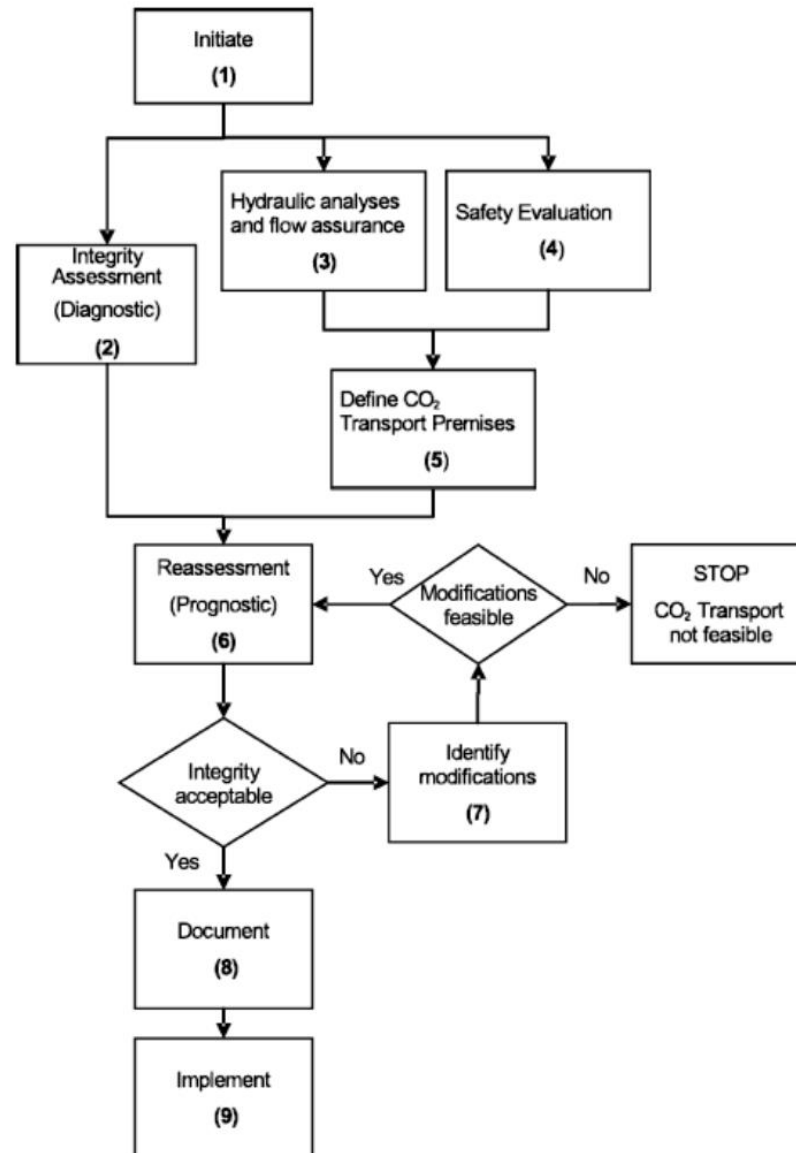 Initiate
(1)
Hydraulic analyses
and flow assurance
(3)
Safety Evaluation
(4)
Integrity
Assessment
(Diagnostic)
(2)
Define CO₂
Transport Premises
(5)
Reassessment
(Prognostic)
(6)
Yes
Modifications
feasible
No
STOP
CO₂ Transport
not feasible
Integrity
acceptable
No
Identify
modifications
(7)
Yes
Document
(8)
Implement
(9)